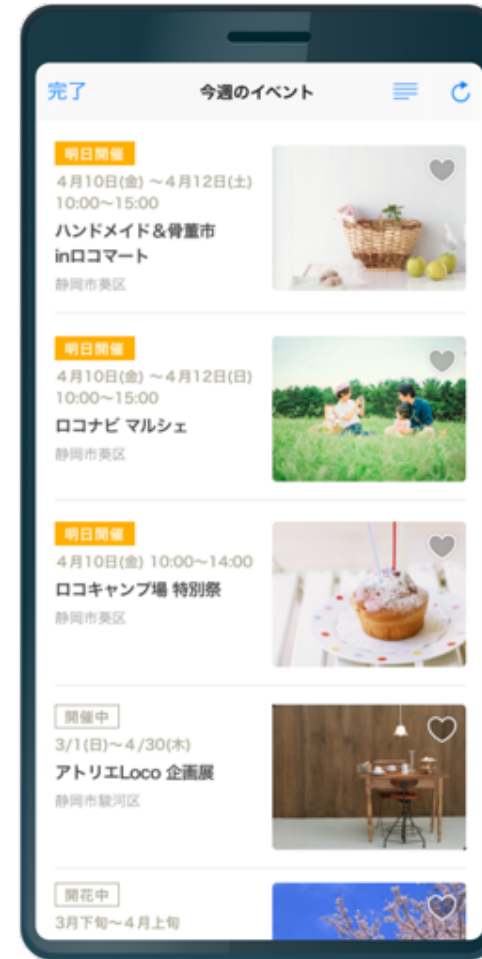 完了
今週のイベント
明日開催
4月10日(金) 〜4月12日(土)
10:00〜15:00
ハンドメイド＆骨董市
inロコマート
静岡市葵区
明日開催
4月10日(金) 〜4月12日(日)
10:00〜15:00
ロコナビ マルシェ
静岡市葵区
明日開催
4月10日(金) 10:00〜14:00
ロコキャンプ場 特別祭
静岡市葵区
開催中
3/1(日)〜4/30(木)
アトリエLoco 企画展
静岡市駿河区
開花中
3月下旬〜4月上旬